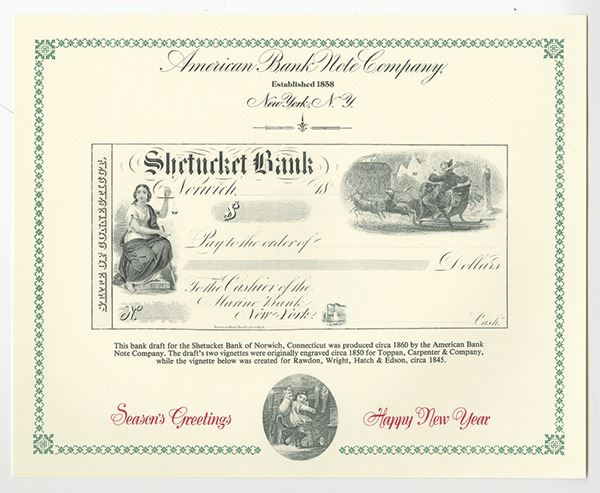 American Bank Note Company,
Established 1858
New York, N. Y.
STATE OF CONNECTICUT
Shetucket Bank
Norwich, 18
$
Pay to the order of
Dollars
To the Cashier of the
Marine Bank
New York.
No
Cash.
This bank draft for the Shetucket Bank of Norwich, Connecticut was produced circa 1860 by the American Bank
Note Company. The draft's two vignettes were originally engraved circa 1850 for Toppan, Carpenter & Company,
while the vignette below was created for Rawdon, Wright, Hatch & Edson, circa 1845.
Season's Greetings
Happy New Year